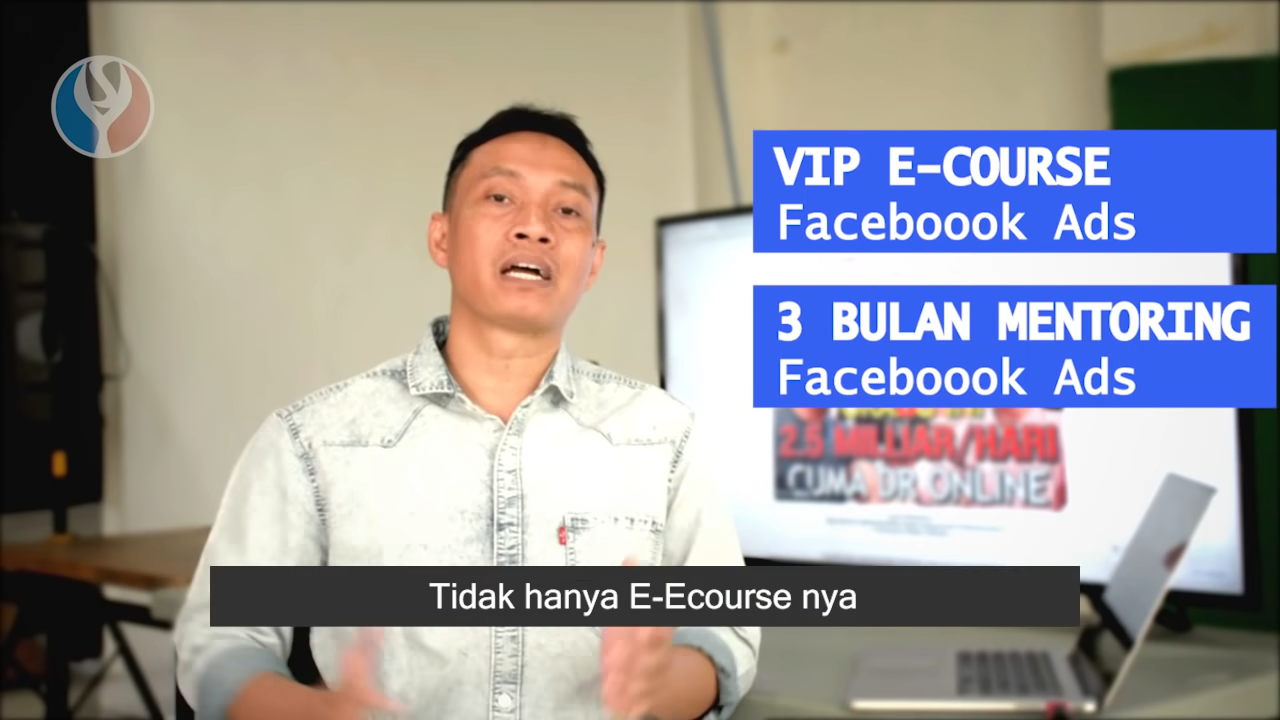 VIP E-COURSE
Faceboook Ads
3 BULAN MENTORING
Faceboook Ads
2.5 MILLIAR/HARI
CUMA DR ONLINE
Tidak hanya E-Ecourse nya